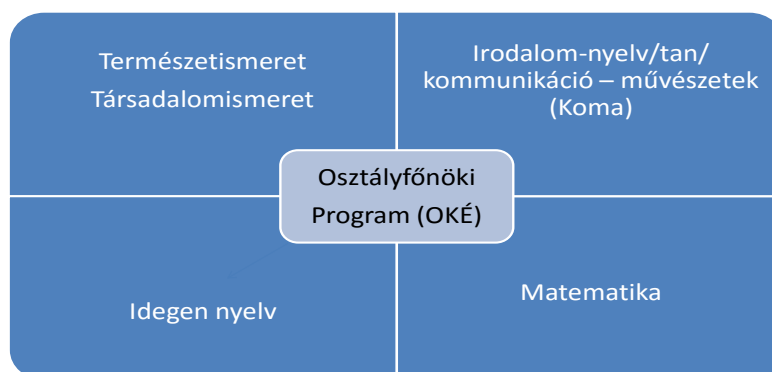 Természetismeret
Társadalomismeret
Irodalom-nyelv/tan/
kommunikáció – művészetek
(Koma)
Osztályfőnöki
Program (OKÉ)
Idegen nyelv
Matematika